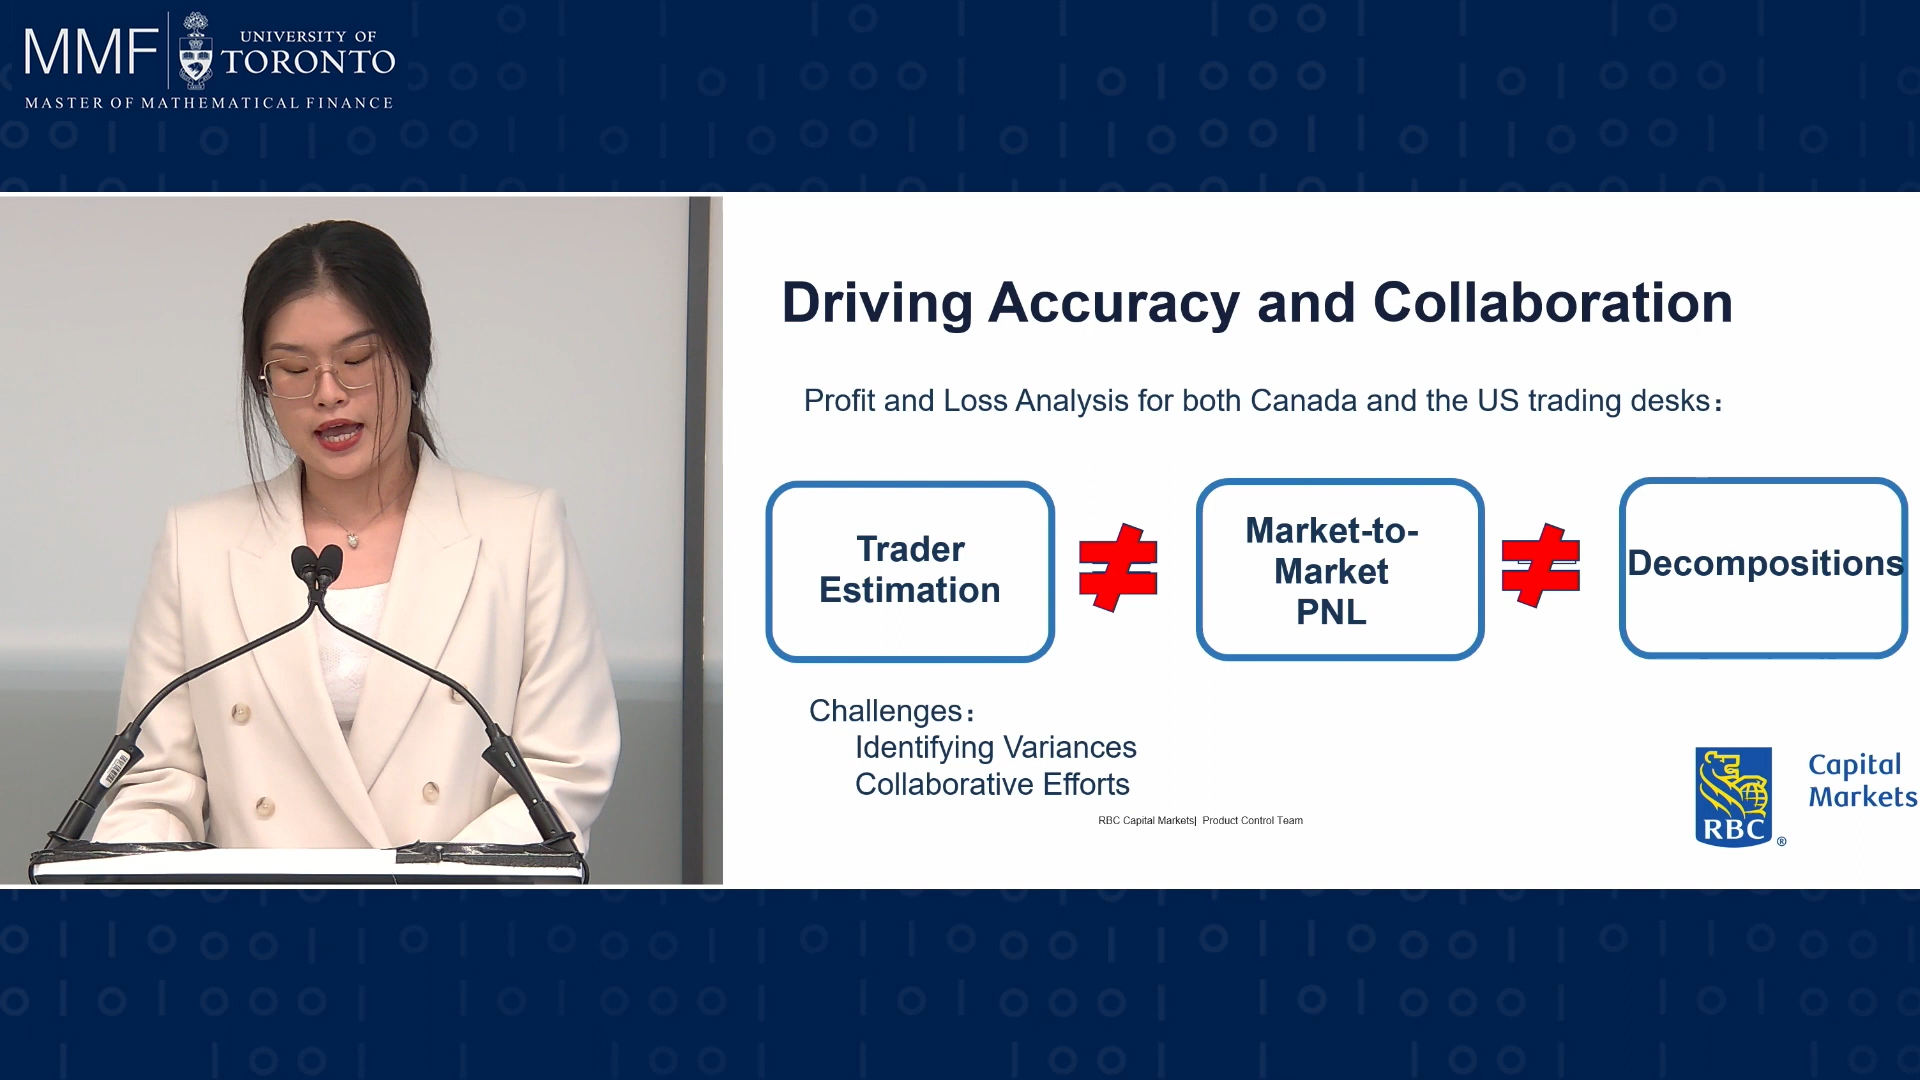 MMF
UNIVERSITY OF
TORONTO
MASTER OF MATHEMATICAL FINANCE
Driving Accuracy and Collaboration
Profit and Loss Analysis for both Canada and the US trading desks：
Trader
Estimation
≠
Market-to-
Market
PNL
≠
Decompositions
Challenges：
Identifying Variances
Collaborative Efforts
RBC Capital Markets| Product Control Team
RBC
®
Capital
Markets